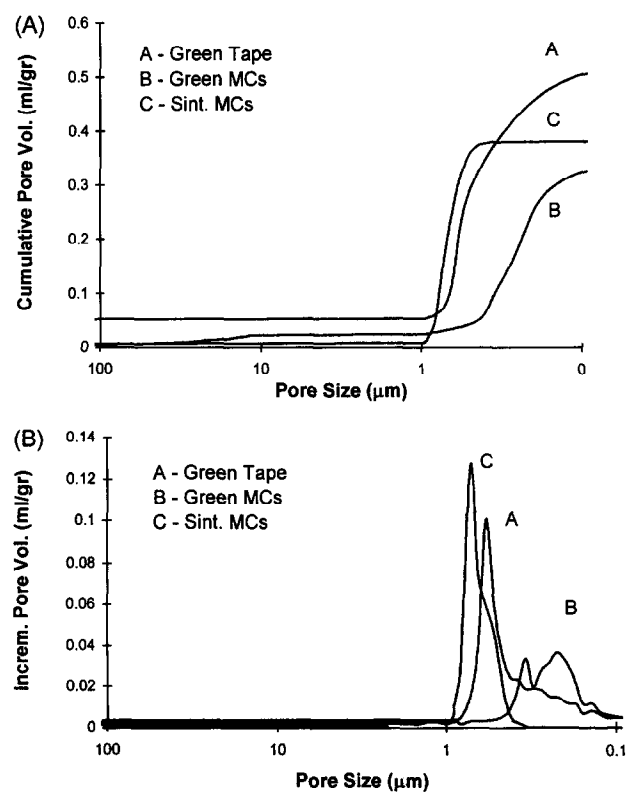 (A)
0.6
0.5
0.4
0.3
0.2
0.1
0
Cumulative Pore Vol. (ml/gr)
A - Green Tape
B - Green MCs
C - Sint. MCs
A
C
B
100 10 1 0
Pore Size (μm)
(B)
0.14
0.12
0.1
0.08
0.06
0.04
0.02
0
Increm. Pore Vol. (ml/gr)
A - Green Tape
B - Green MCs
C - Sint. MCs
C
A
B
100 10 1 0.1
Pore Size (μm)